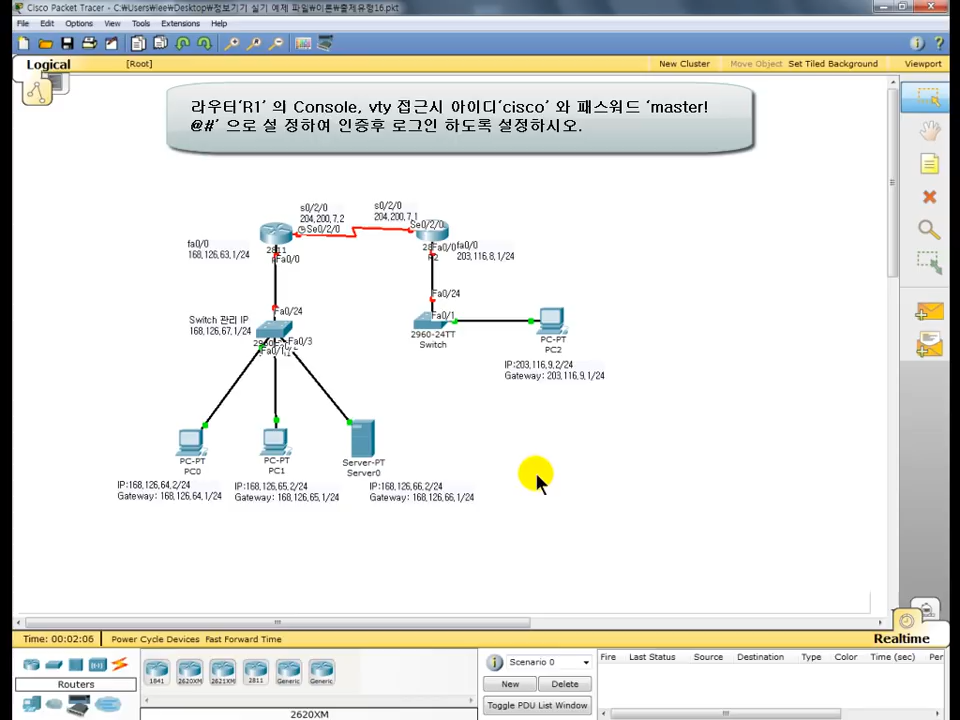 Cisco Packet Tracer - C:₩Users₩lee₩Desktop₩정보기기 실기 예제 파일₩이론₩출제유형16.pkt
File Edit Options View Tools Extensions Help
Logical
[Root]
New Cluster
Move Object
Set Tiled Background
Viewport
라우터‘R1’ 의 Console, vty 접근시 아이디‘cisco’ 와 패스워드 ‘master!
@#’ 으로 설 정하여 인증후 로그인 하도록 설정하시오.
s0/2/0
204,200,7,2
Se0/2/0
s0/2/0
204,200,7,1
Se0/2/0
2811
Fa0/0
fa0/0
168,126,63,1/24
Fa0/0
R2
fa0/0
203,116,8,1/24
Fa0/24
Fa0/24
Switch 관리 IP
168,126,67,1/24
Fa0/3
Fa0/1
Fa0/1
2960-24TT
Switch
PC-PT
PC2
IP:203,116,9,2/24
Gateway: 203,116,9,1/24
PC-PT
PC0
PC-PT
PC1
Server-PT
Server0
IP:168,126,64,2/24
Gateway: 168,126,64,1/24
IP:168,126,65,2/24
Gateway: 168,126,65,1/24
IP:168,126,66,2/24
Gateway: 168,126,66,1/24
Time: 00:02:06
Power Cycle Devices Fast Forward Time
Realtime
Routers
1841
2620XM
2621XM
2811
Generic
Generic
2620XM
Scenario 0
New
Delete
Toggle PDU List Window
Fire
Last Status
Source
Destination
Type
Color
Time (sec)
Per